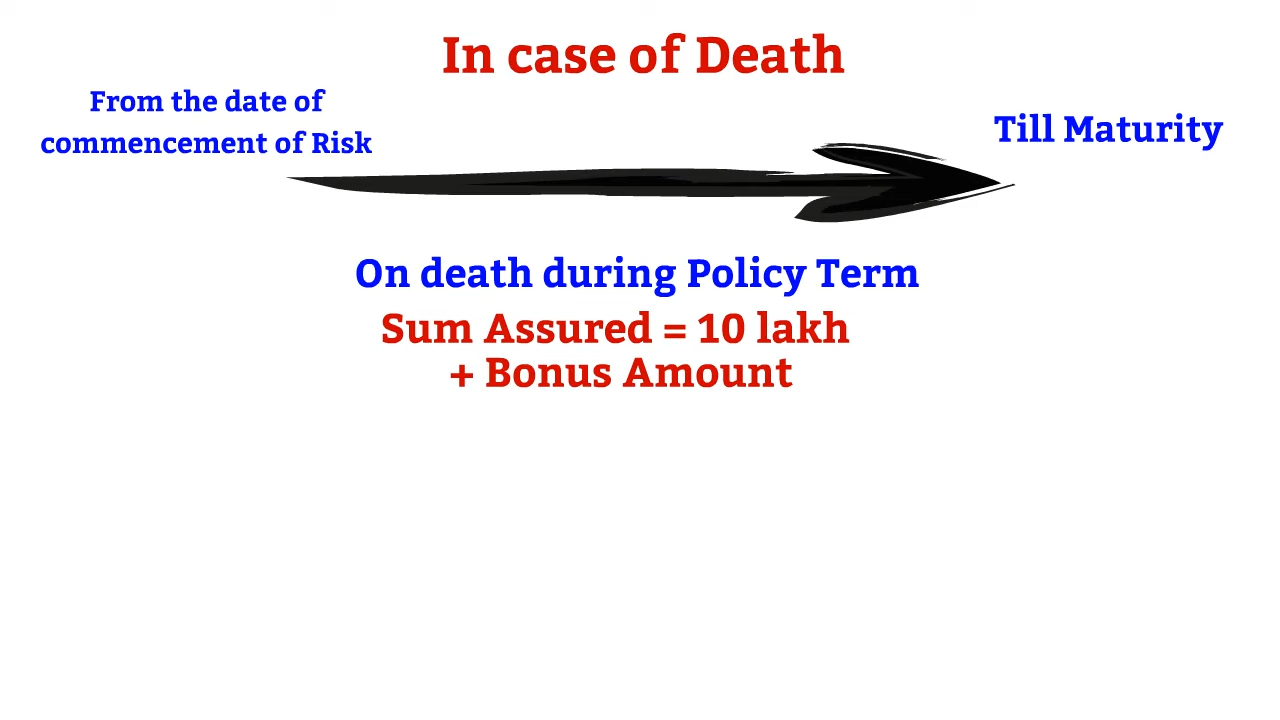 In case of Death
From the date of
commencement of Risk
Till Maturity
On death during Policy Term
Sum Assured = 10 lakh
+ Bonus Amount